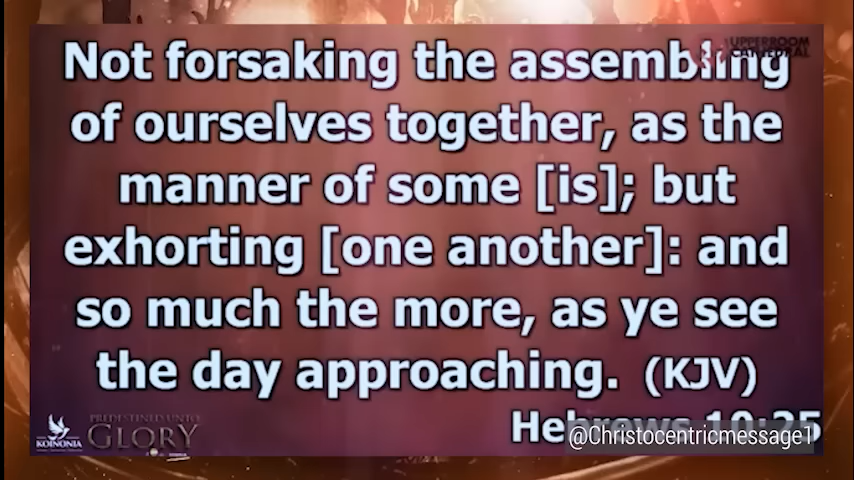 UPPERROOM
CATHEDRAL
Not forsaking the assembling
of ourselves together, as the
manner of some [is]; but
exhorting [one another]: and
so much the more, as ye see
the day approaching. (KJV)
Hebrews 10:25
@Christocentricmessage1
KOINONIA
PREDESTINED UNTO
GLORY